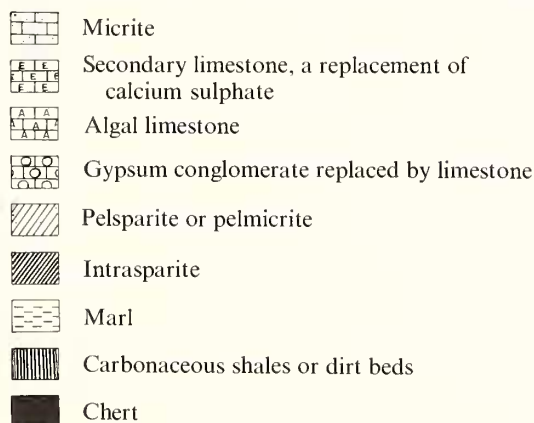 Micrite
Secondary limestone, a replacement of
calcium sulphate
Algal limestone
Gypsum conglomerate replaced by limestone
Pelsparite or pelmicrite
Intrasparite
Marl
Carbonaceous shales or dirt beds
Chert